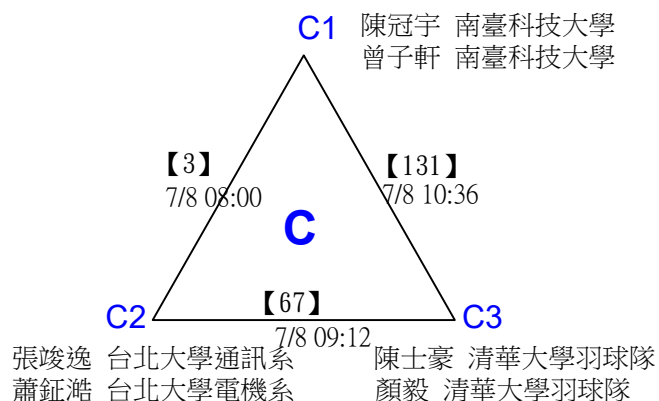 C1
陳冠宇 南臺科技大學
曾子軒 南臺科技大學
【3】
7/8 08:00
【131】
7/8 10:36
C
【67】
7/8 09:12
C2
C3
張竣逸 台北大學通訊系
蕭鉦澔 台北大學電機系
陳士豪 清華大學羽球隊
顏毅 清華大學羽球隊